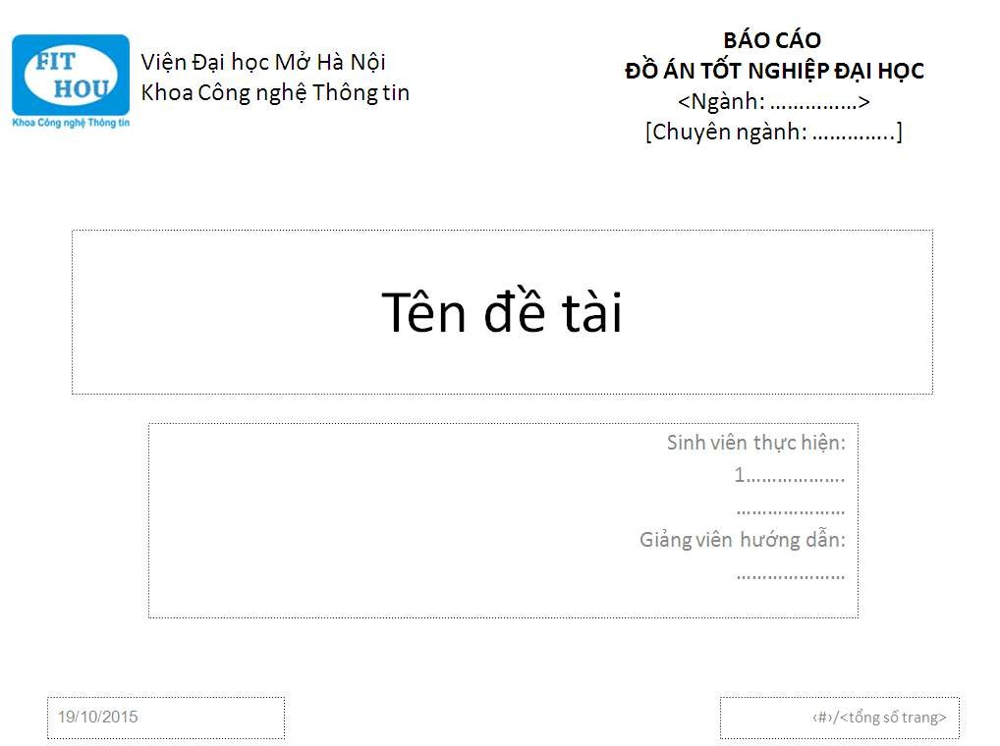 FIT
HOU
Khoa Công nghệ Thông tin
Viện Đại học Mở Hà Nội
Khoa Công nghệ Thông tin
BÁO CÁO
ĐỒ ÁN TỐT NGHIỆP ĐẠI HỌC
<Ngành: ……………>
[Chuyên ngành: …………..]
Tên đề tài
Sinh viên thực hiện:
1……………….
…………………
Giảng viên hướng dẫn:
…………………
19/10/2015
‹#›/<tổng số trang>